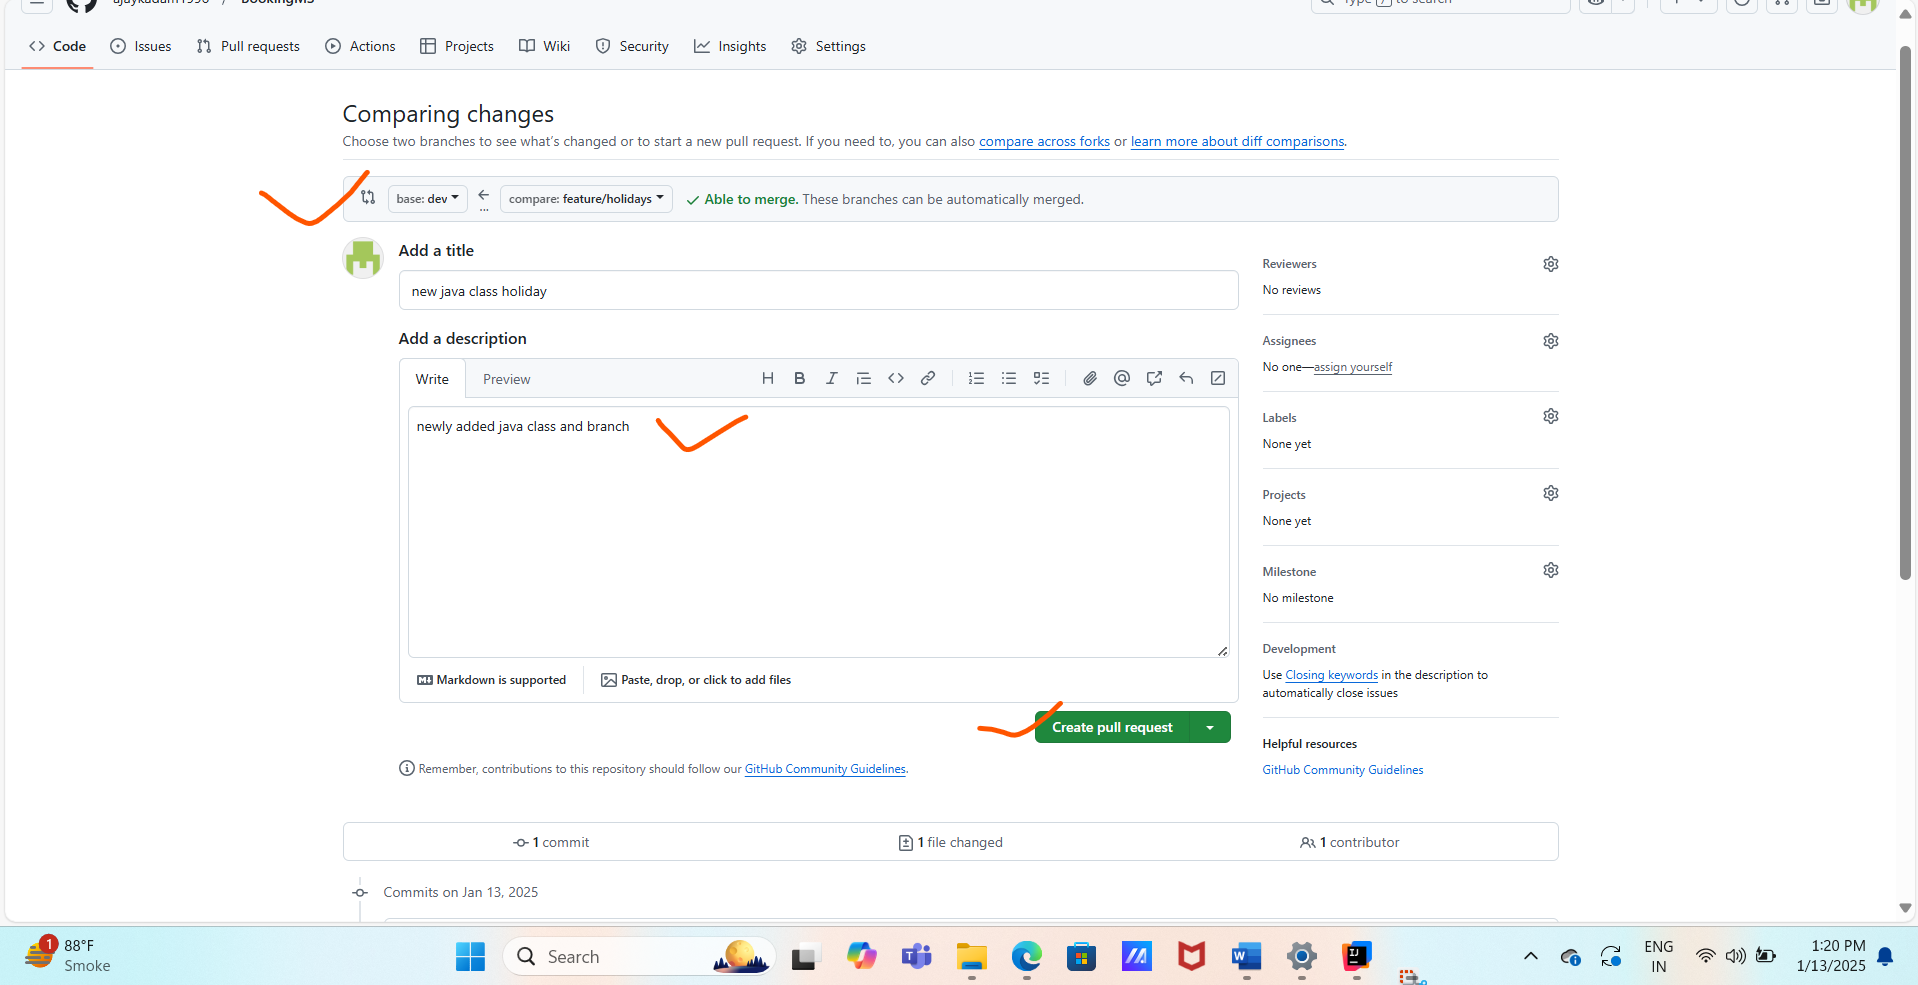 ajaykadam1996 / BookingMS
Type / to search
Code Issues Pull requests Actions Projects Wiki Security Insights Settings
Comparing changes
Choose two branches to see what's changed or to start a new pull request. If you need to, you can also compare across forks or learn more about diff comparisons.
base: dev ... compare: feature/holidays Able to merge. These branches can be automatically merged.
Add a title
new java class holiday
Add a description
Write Preview
newly added java class and branch
Markdown is supported
Paste, drop, or click to add files
Create pull request
Remember, contributions to this repository should follow our GitHub Community Guidelines.
Reviewers
No reviews
Assignees
No one—assign yourself
Labels
None yet
Projects
None yet
Milestone
No milestone
Development
Use Closing keywords in the description to
automatically close issues
Helpful resources
GitHub Community Guidelines
1 commit
1 file changed
1 contributor
Commits on Jan 13, 2025
1
88°F
Smoke
Search
ENG
IN
1:20 PM
1/13/2025